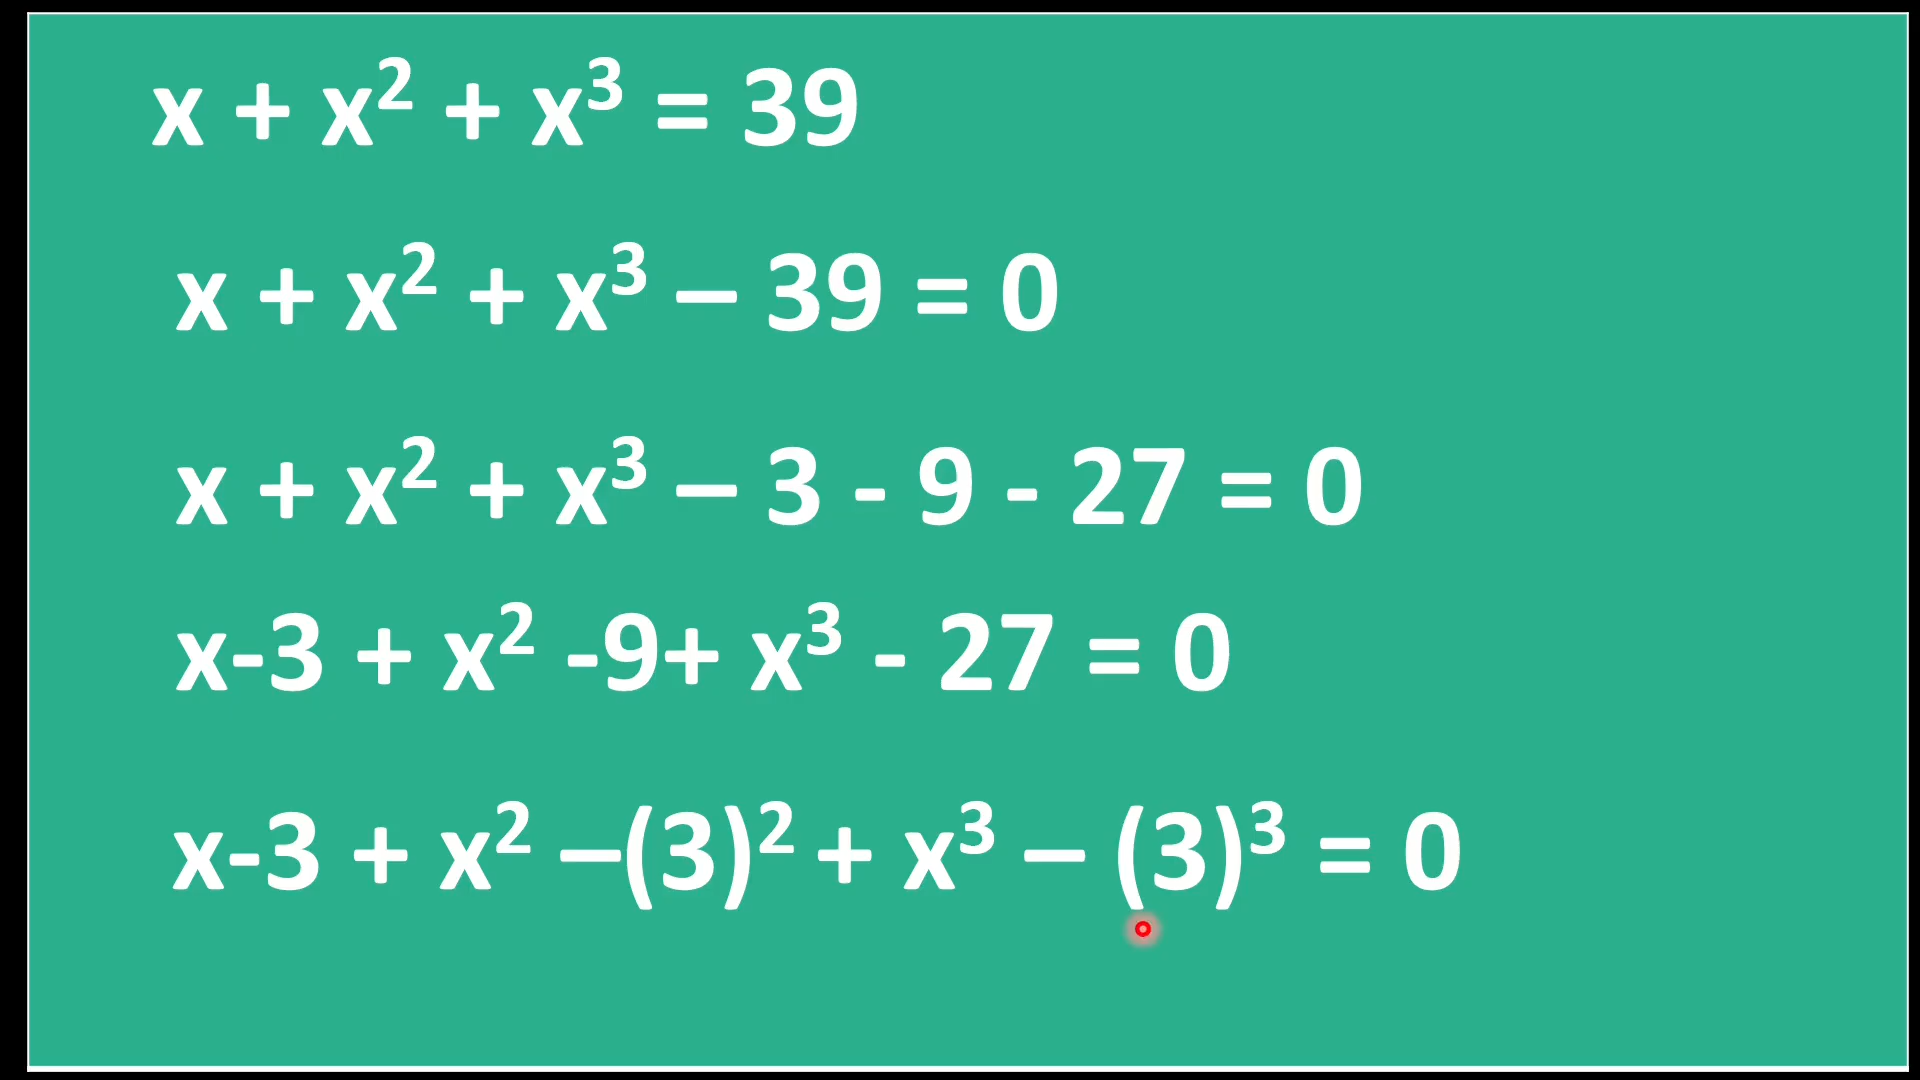 x + x² + x³ = 39
x + x² + x³ – 39 = 0
x + x² + x³ – 3 - 9 - 27 = 0
x-3 + x² -9+ x³ - 27 = 0
x-3 + x² –(3)² + x³ – (3)³ = 0